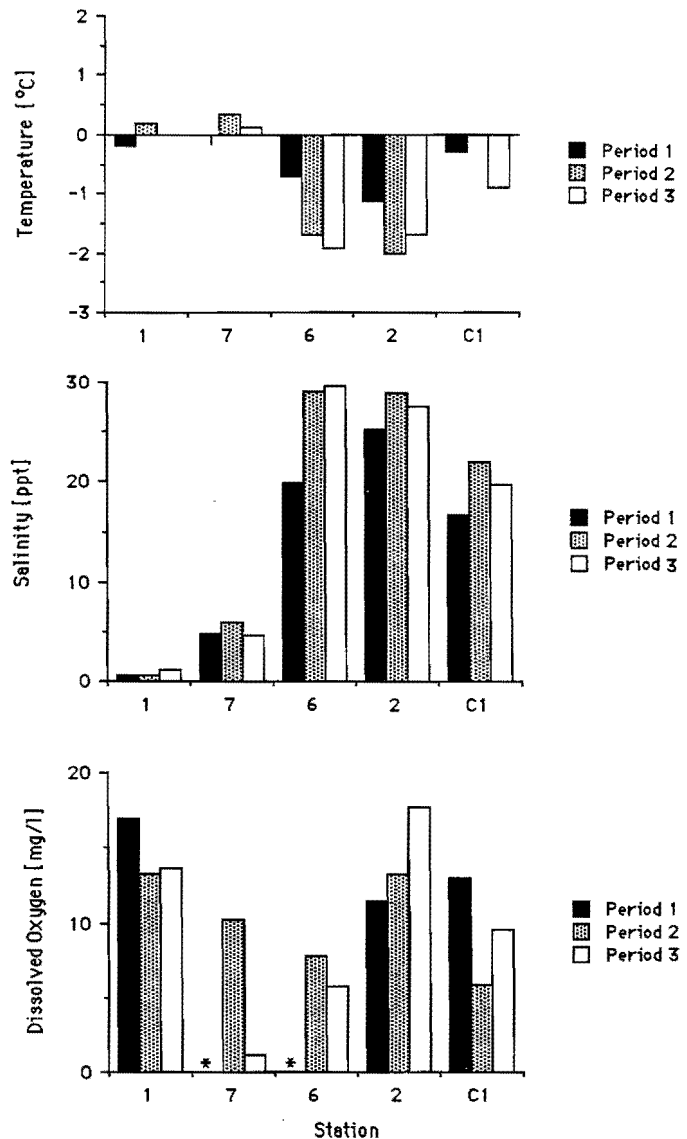 2
1
0
-1
-2
-3
Temperature [°C]
1 7 6 2 C1
Period 1
Period 2
Period 3
30
20
10
0
Salinity [ppt]
1 7 6 2 C1
Period 1
Period 2
Period 3
20
10
0
Dissolved Oxygen [mg/l]
* *
1 7 6 2 C1
Station
Period 1
Period 2
Period 3